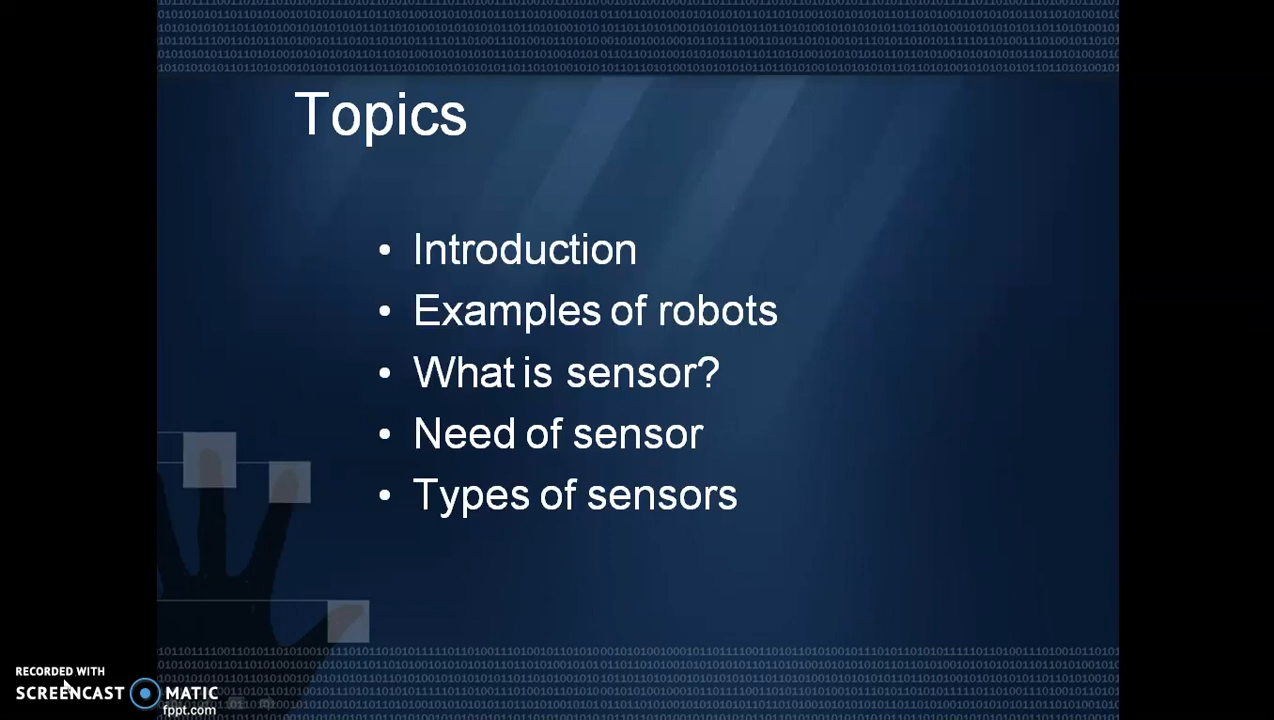 Topics
• Introduction
• Examples of robots
• What is sensor?
• Need of sensor
• Types of sensors
RECORDED WITH
SCREENCAST MATIC
fppt.com